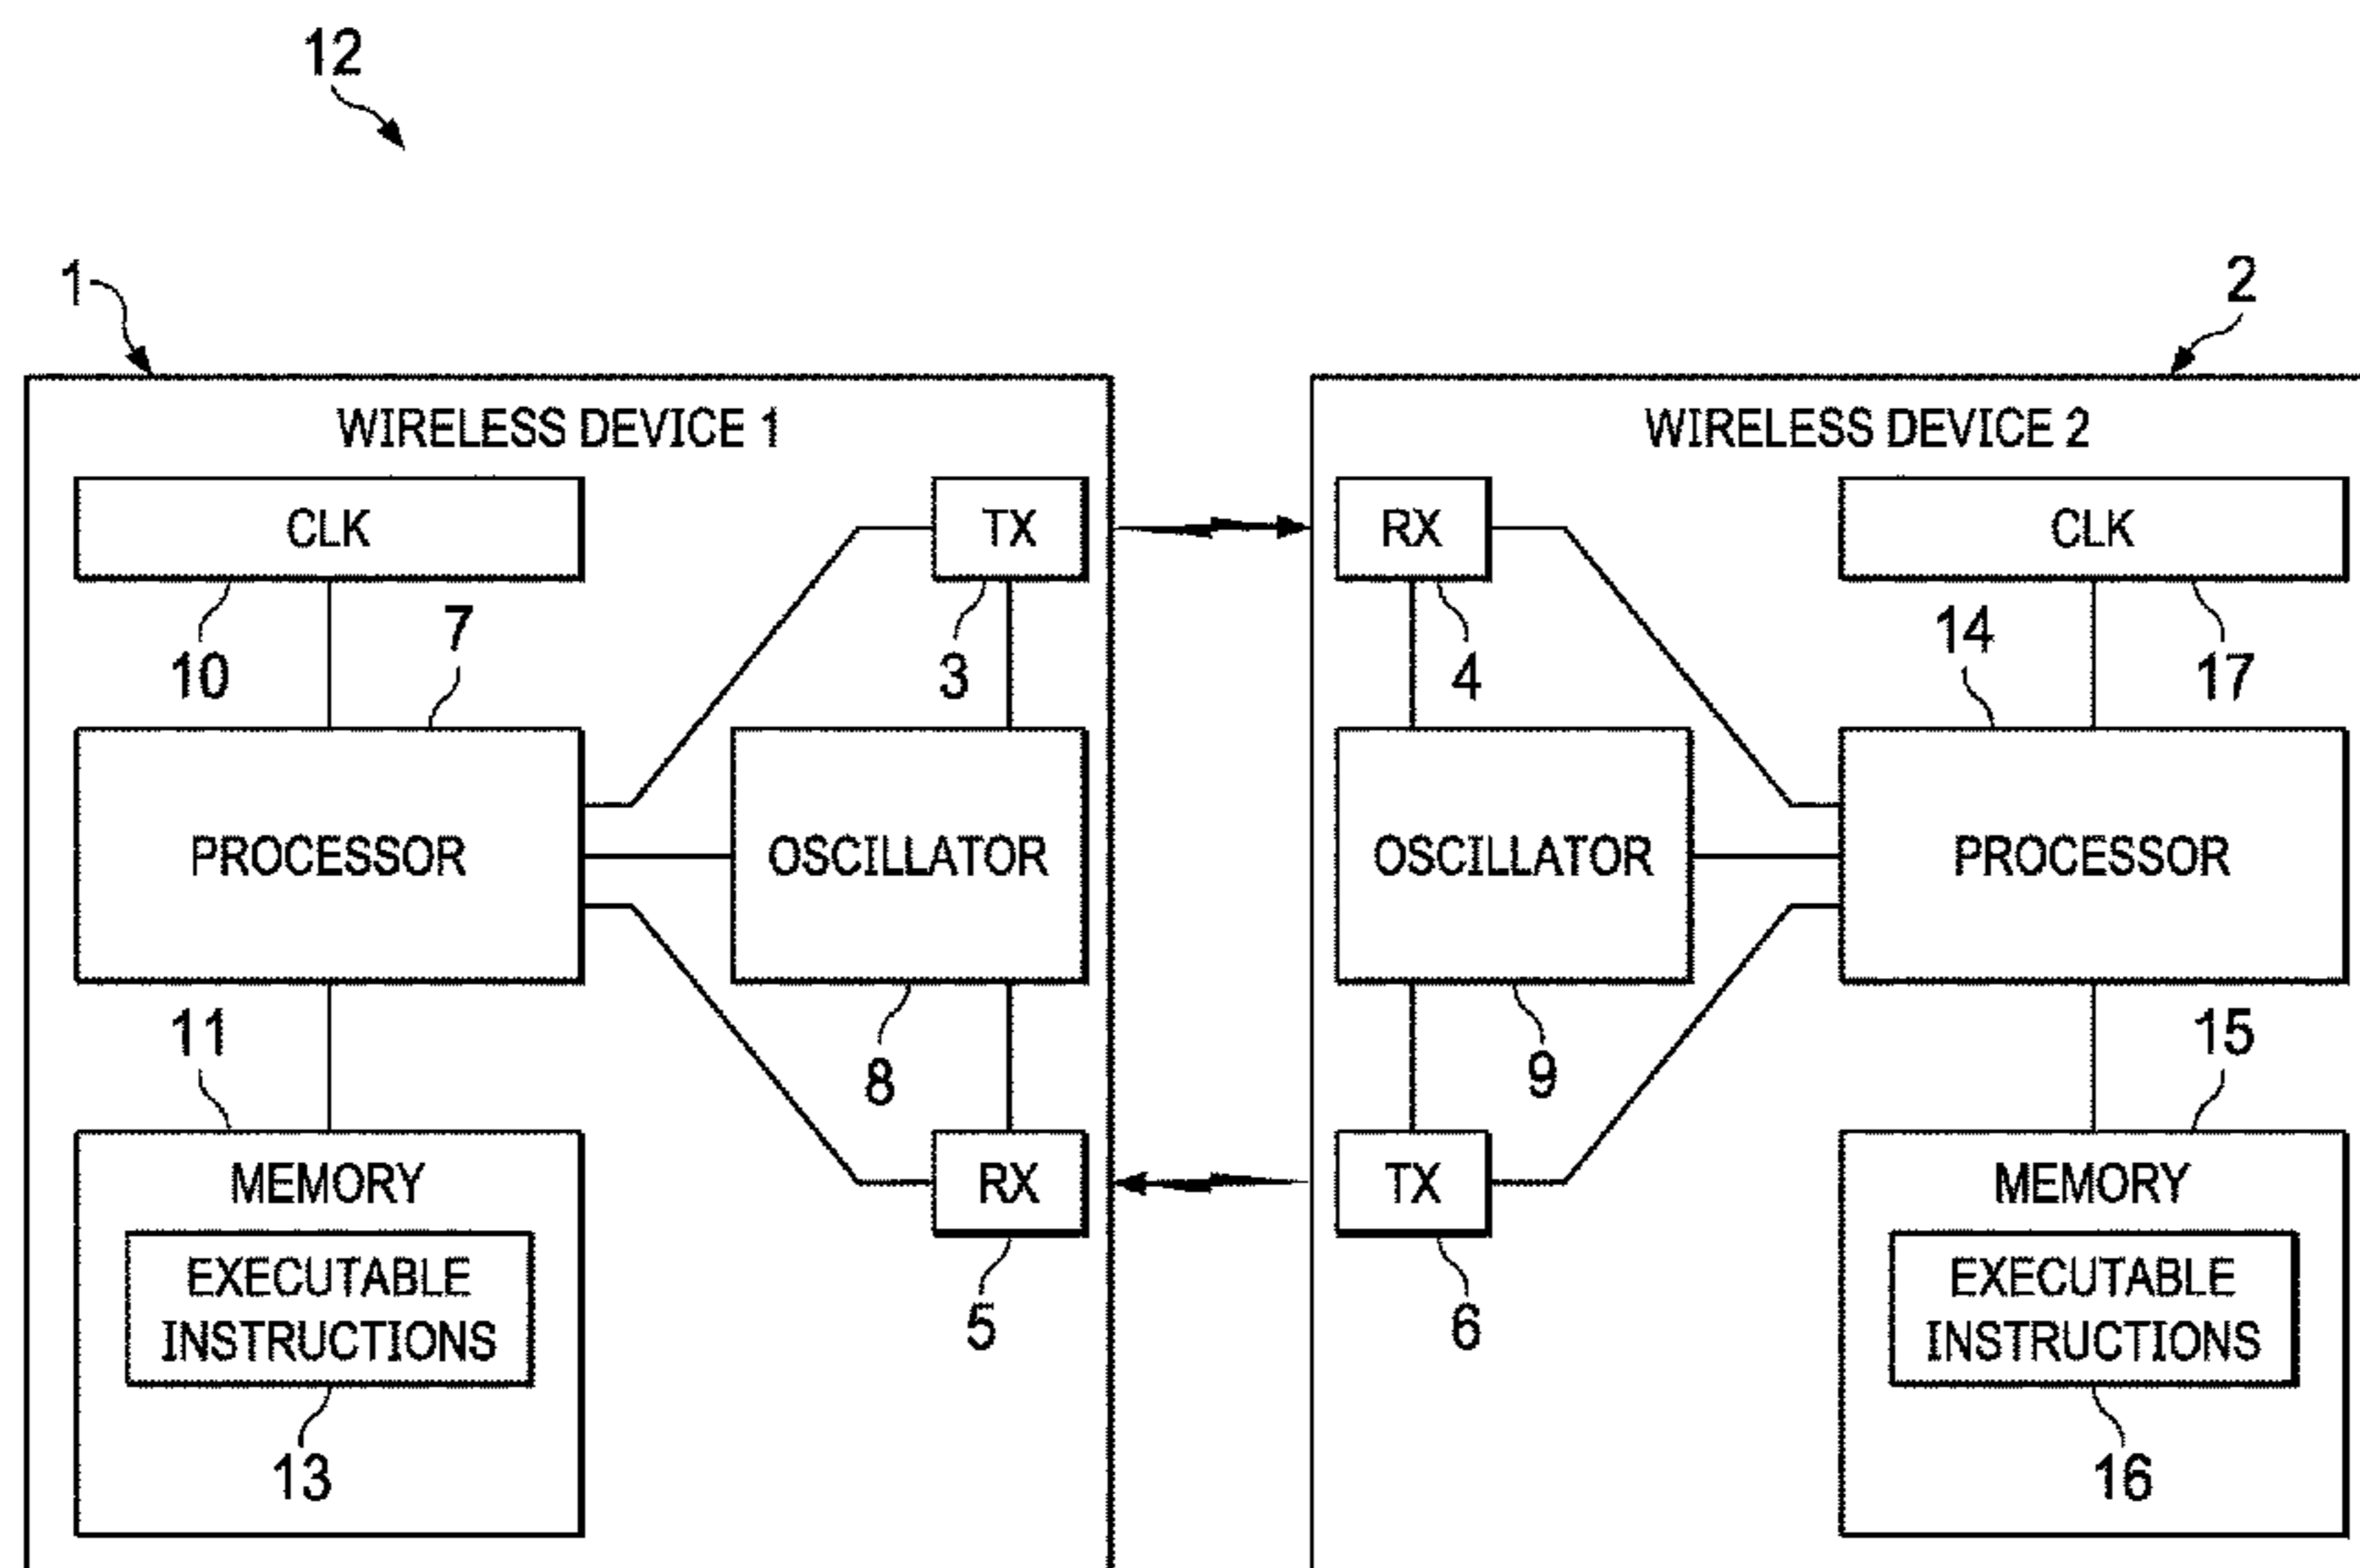 12
1
2
WIRELESS DEVICE 1
CLK
TX
10
7
3
PROCESSOR
OSCILLATOR
11
8
MEMORY
RX
EXECUTABLE
INSTRUCTIONS
5
13
WIRELESS DEVICE 2
RX
CLK
4
14
17
OSCILLATOR
PROCESSOR
9
15
TX
MEMORY
6
EXECUTABLE
INSTRUCTIONS
16